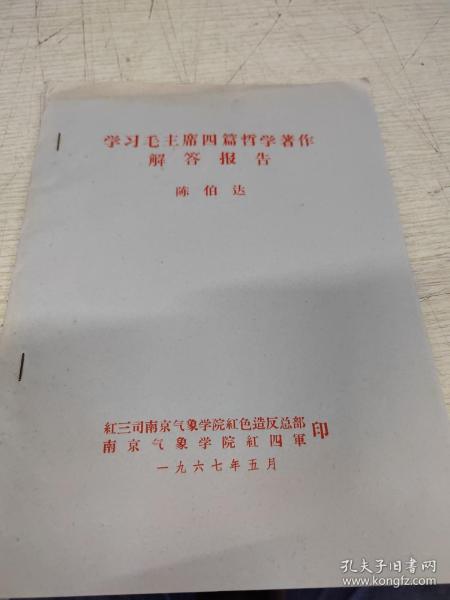 学习毛主席四篇哲学著作
解答报告
陈伯达
紅三司南京气象学院紅色造反总部
南京气象学院紅四軍
印
一九六七年五月
孔夫子旧书网
www.kongfz.com